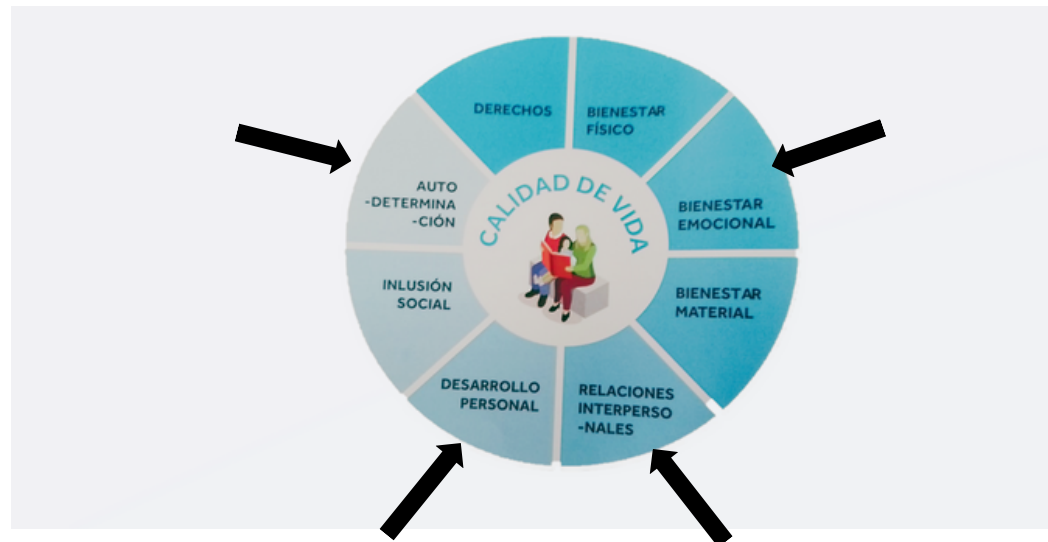 CALIDAD DE VIDA
DERECHOS
BIENESTAR
FÍSICO
BIENESTAR
EMOCIONAL
BIENESTAR
MATERIAL
RELACIONES
INTERPERSO
-NALES
DESARROLLO
PERSONAL
INLUSIÓN
SOCIAL
AUTO
-DETERMINA
-CIÓN